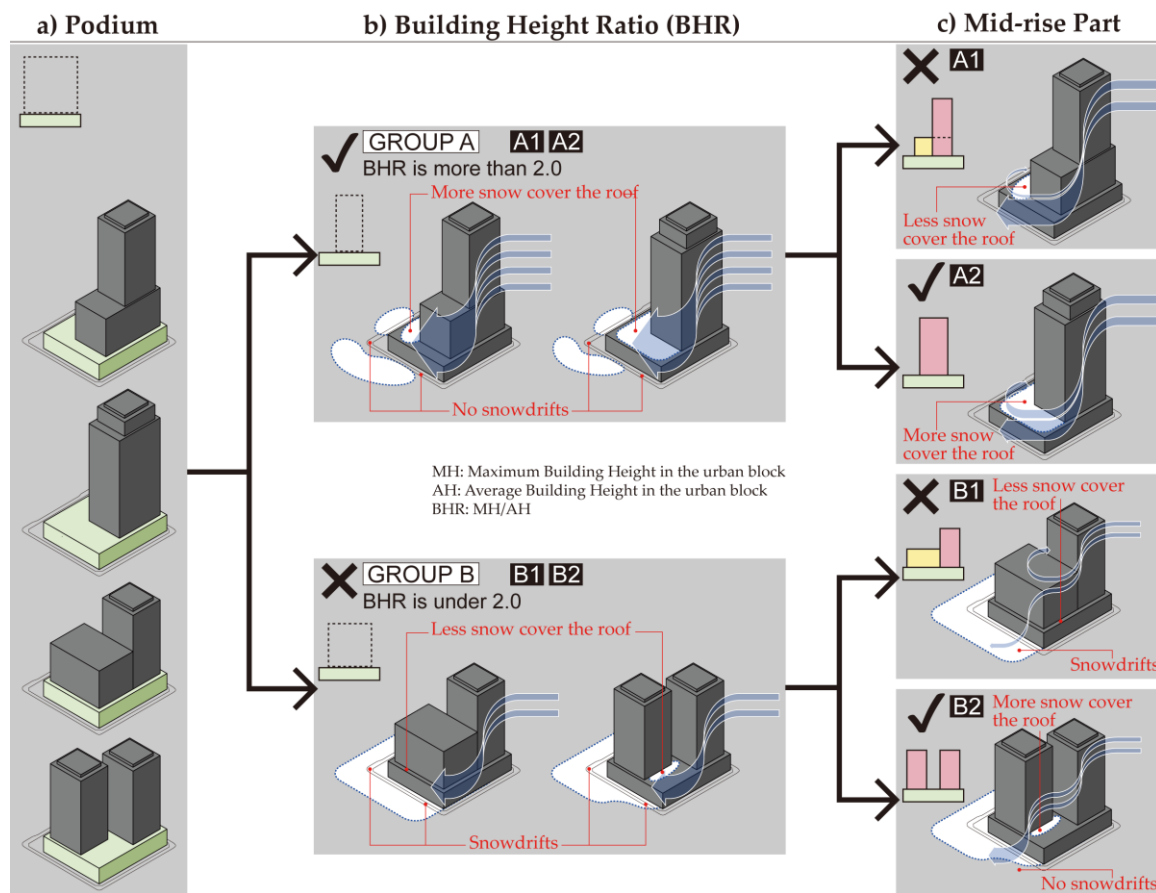 a) Podium
b) Building Height Ratio (BHR)
c) Mid-rise Part
GROUP A A1 A2
BHR is more than 2.0
More snow cover the roof
No snowdrifts
MH: Maximum Building Height in the urban block
AH: Average Building Height in the urban block
BHR: MH/AH
GROUP B B1 B2
BHR is under 2.0
Less snow cover the roof
Snowdrifts
A1
Less snow
cover the roof
A2
More snow
cover the roof
B1
Less snow cover
the roof
Snowdrifts
B2
More snow cover
the roof
No snowdrifts